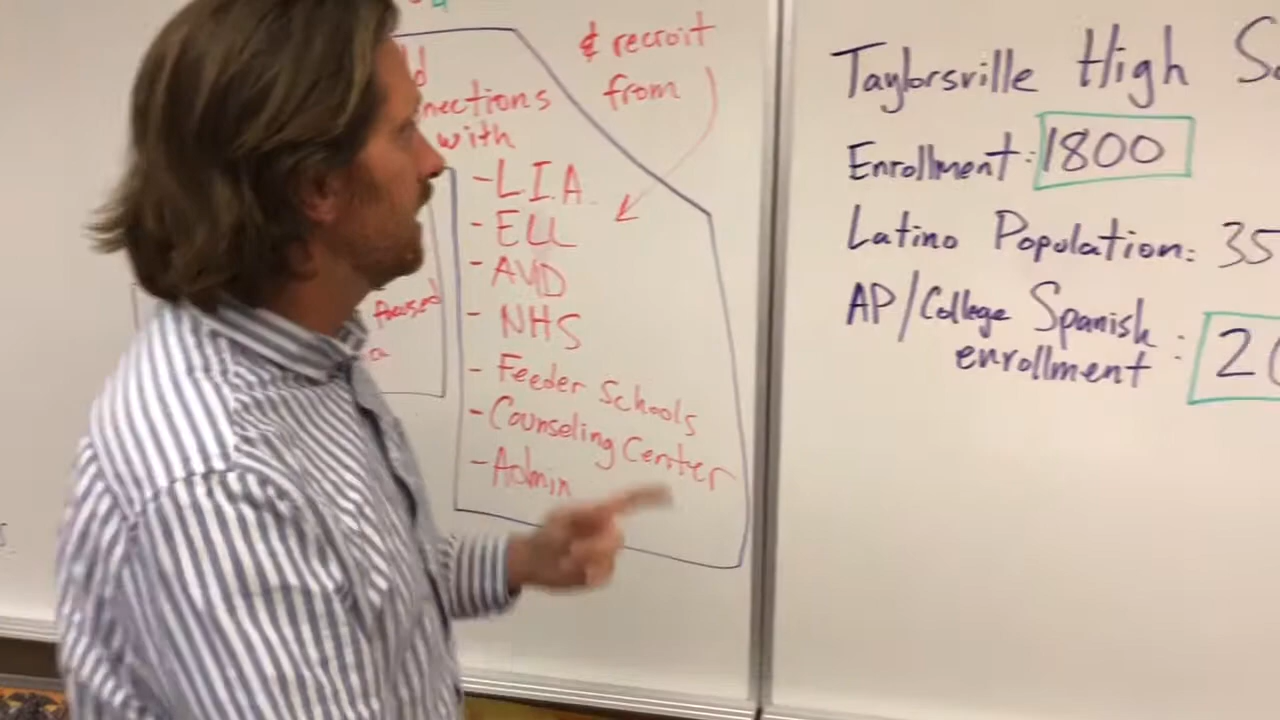 & recruit
from
nections
with
- L.I.A.
- ELL
- AVID
- NHS
- Feeder Schools
- Counseling Center
- Admin
focused
Taylorsville High S
Enrollment: 1800
Latino Population: 35
AP/College Spanish
enrollment : 2